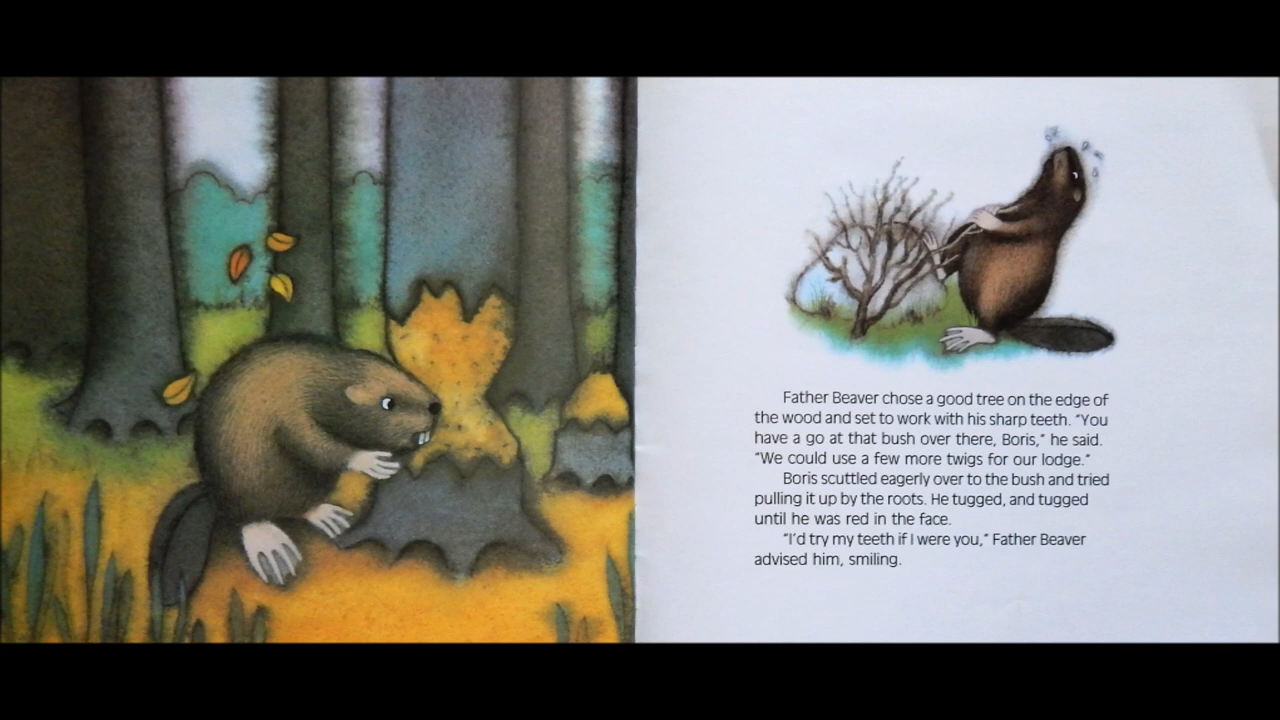 Father Beaver chose a good tree on the edge of
the wood and set to work with his sharp teeth. "You
have a go at that bush over there, Boris," he said.
"We could use a few more twigs for our lodge."
Boris scuttled eagerly over to the bush and tried
pulling it up by the roots. He tugged, and tugged
until he was red in the face.
"I'd try my teeth if I were you," Father Beaver
advised him, smiling.